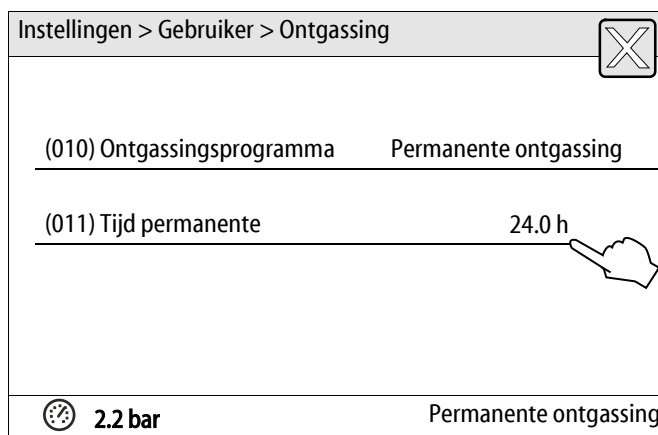 Instellingen > Gebruiker > Ontgassing
(010) Ontgassingsprogramma Permanente ontgassing
(011) Tijd permanente 24.0 h
2.2 bar Permanente ontgassing